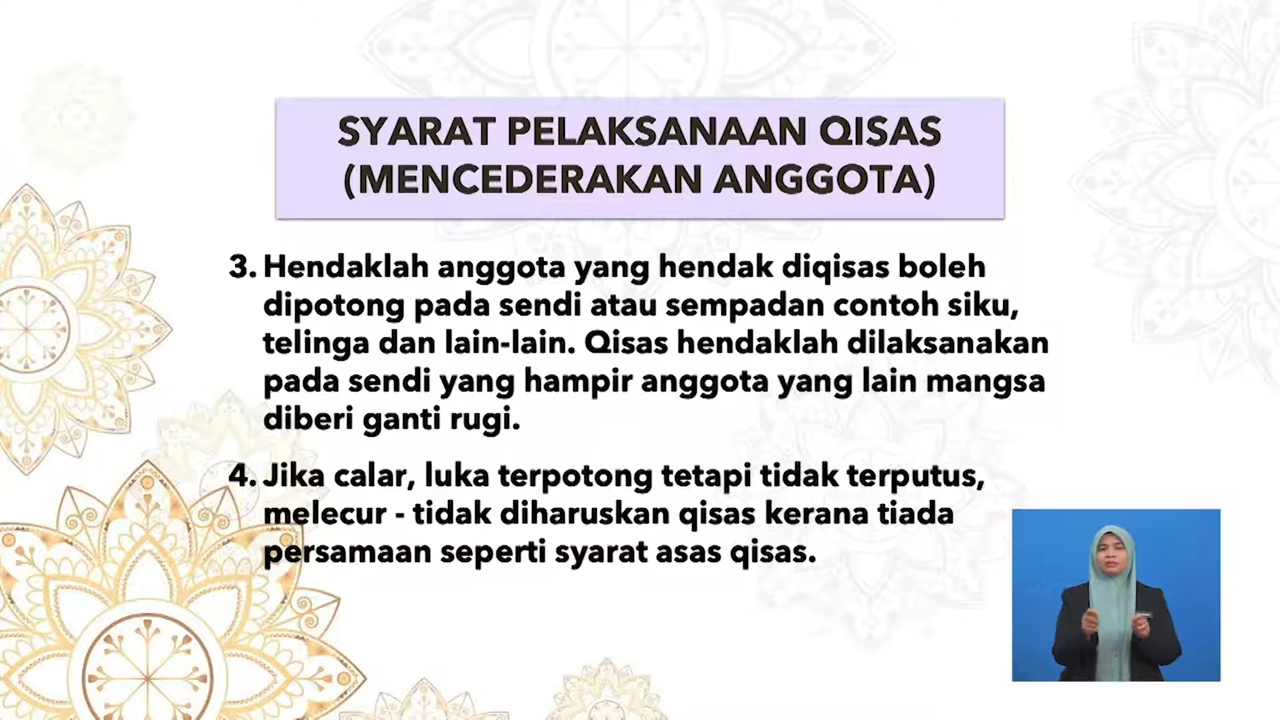 SYARAT PELAKSANAAN QISAS
(MENCEDERAKAN ANGGOTA)
3. Hendaklah anggota yang hendak diqisas boleh
dipotong pada sendi atau sempadan contoh siku,
telinga dan lain-lain. Qisas hendaklah dilaksanakan
pada sendi yang hampir anggota yang lain mangsa
diberi ganti rugi.
4. Jika calar, luka terpotong tetapi tidak terputus,
melecur - tidak diharuskan qisas kerana tiada
persamaan seperti syarat asas qisas.